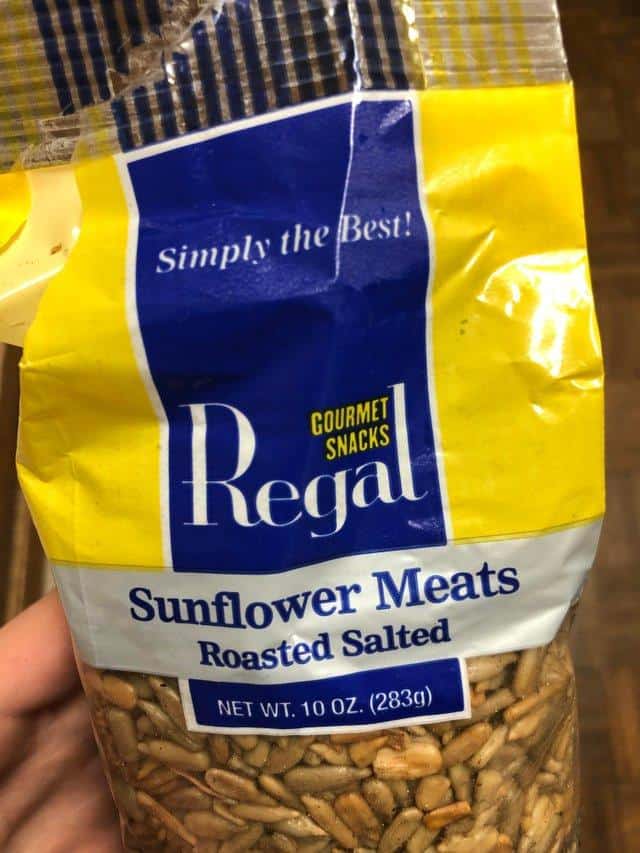 Simply the Best!
GOURMET
SNACKS
Regal
Sunflower Meats
Roasted Salted
NET WT. 10 OZ. (283g)